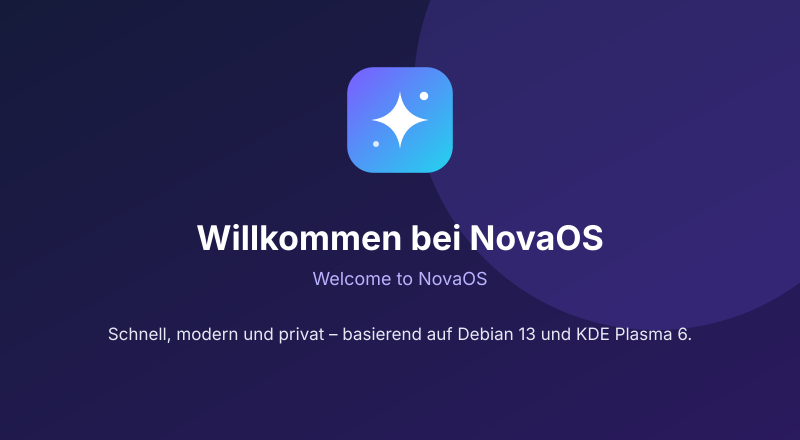 Willkommen bei NovaOS
Welcome to NovaOS
Schnell, modern und privat – basierend auf Debian 13 und KDE Plasma 6.